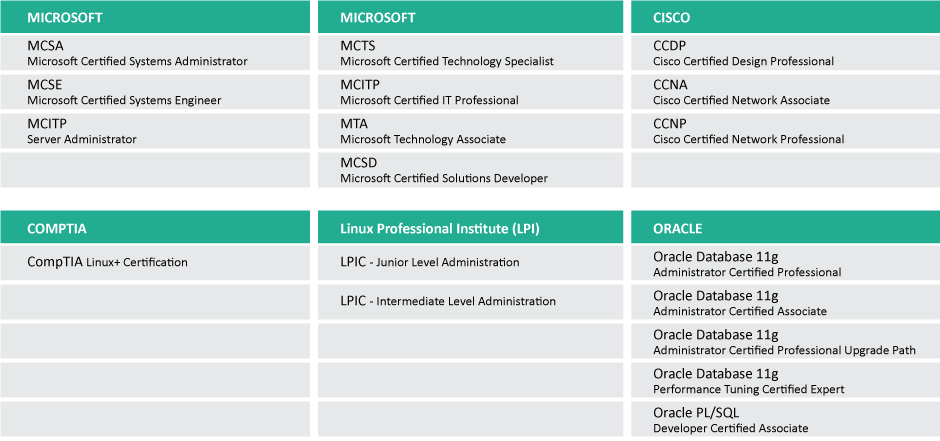 MICROSOFT
MCSA
Microsoft Certified Systems Administrator
MCSE
Microsoft Certified Systems Engineer
MCITP
Server Administrator
MICROSOFT
MCTS
Microsoft Certified Technology Specialist
MCITP
Microsoft Certified IT Professional
MTA
Microsoft Technology Associate
MCSD
Microsoft Certified Solutions Developer
CISCO
CCDP
Cisco Certified Design Professional
CCNA
Cisco Certified Network Associate
CCNP
Cisco Certified Network Professional
COMPTIA
CompTIA Linux+ Certification
Linux Professional Institute (LPI)
LPIC - Junior Level Administration
LPIC - Intermediate Level Administration
ORACLE
Oracle Database 11g
Administrator Certified Professional
Oracle Database 11g
Administrator Certified Associate
Oracle Database 11g
Administrator Certified Professional Upgrade Path
Oracle Database 11g
Performance Tuning Certified Expert
Oracle PL/SQL
Developer Certified Associate